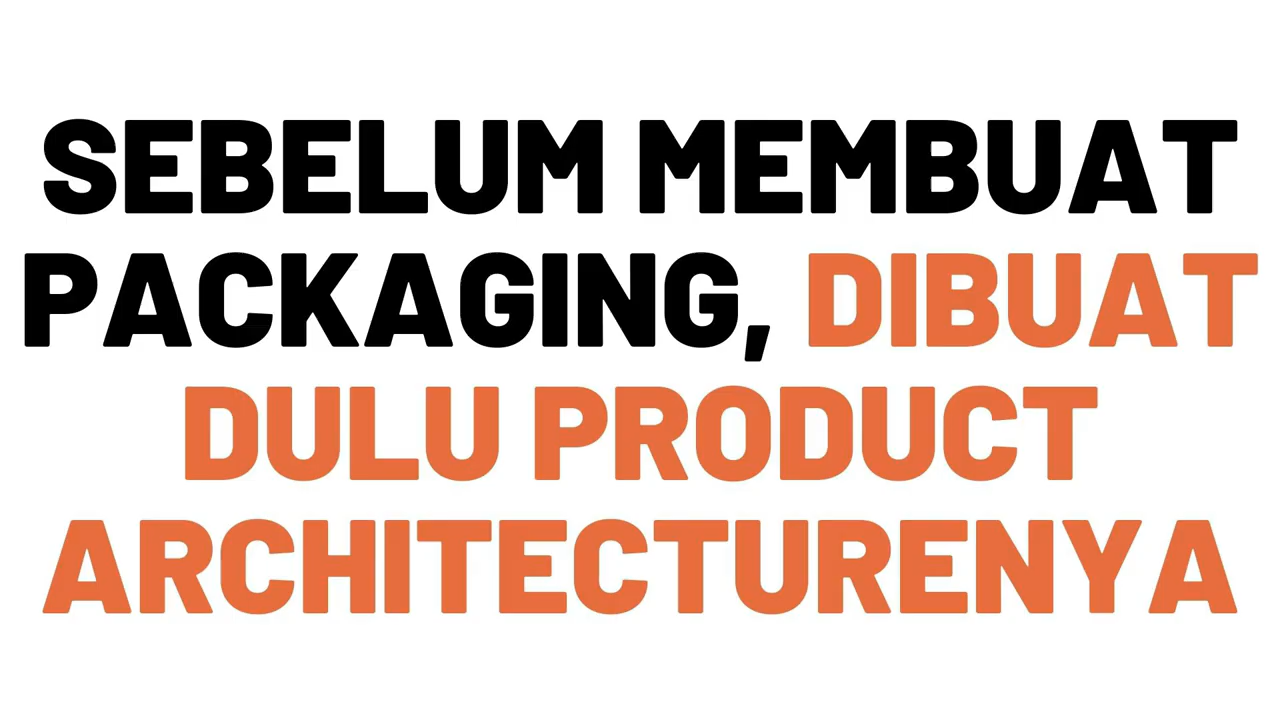 SEBELUM MEMBUAT
PACKAGING, DIBUAT
DULU PRODUCT
ARCHITECTURENYA